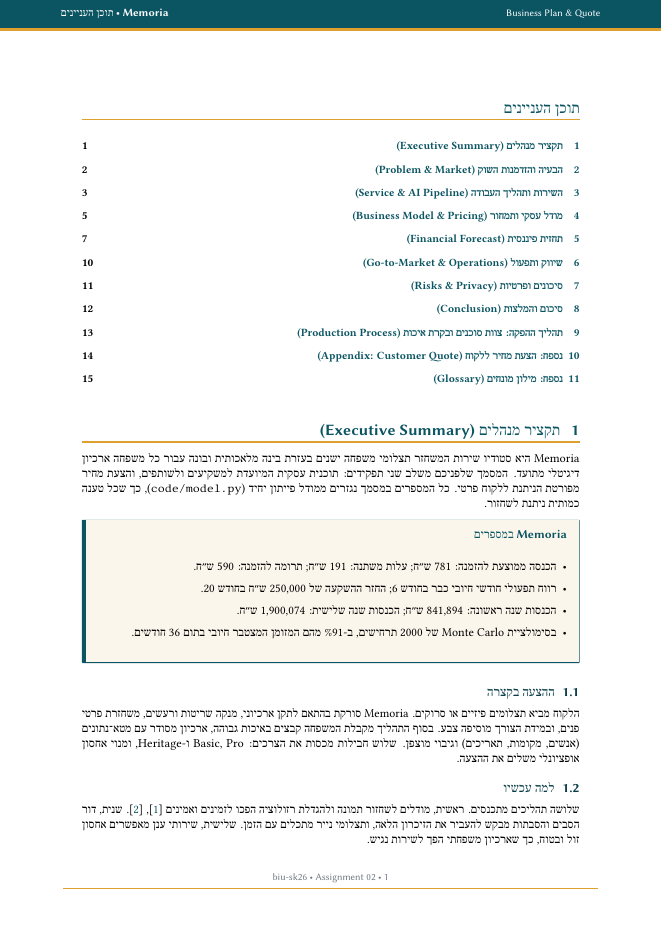 תוכן העניינים • Memoria
Business Plan & Quote
תוכן העניינים
1 תקציר מנהלים (Executive Summary) 1
2 הבעיה והזדמנות השוק (Problem & Market) 2
3 השירות ותהליך העבודה (Service & AI Pipeline) 3
4 מודל עסקי ותמחור (Business Model & Pricing) 5
5 תחזית פיננסית (Financial Forecast) 7
6 שיווק ותפעול (Go-to-Market & Operations) 10
7 סיכונים ופרטיות (Risks & Privacy) 11
8 סיכום והמלצות (Conclusion) 12
9 תהליך ההפקה: צוות סוכנים ובקרת איכות (Production Process) 13
10 נספח: הצעת מחיר ללקוח (Appendix: Customer Quote) 14
11 נספח: מילון מונחים (Glossary) 15
1 תקציר מנהלים (Executive Summary)
Memoria היא סטודיו שירות המשחזר תצלומי משפחה ישנים בעזרת בינה מלאכותית ובונה עבור כל משפחה ארכיון
דיגיטלי מתועד. המסמך שלפניכם משלב שני תפקידים: תוכנית עסקית המיועדת למשקיעים ולשותפים, והצעת מחיר
מפורטת הניתנת ללקוח פרטי. כל המספרים במסמך נגזרים ממודל פייתון יחיד (code/model.py), כך שכל טענה
כמותית ניתנת לשחזור.
Memoria במספרים
• הכנסה ממוצעת להזמנה: 781 ש״ח; עלות משתנה: 191 ש״ח; תרומה להזמנה: 590 ש״ח.
• רווח תפעולי חודשי חיובי כבר בחודש 6; החזר ההשקעה של 250,000 ש״ח בחודש 20.
• הכנסות שנה ראשונה: 841,894 ש״ח; הכנסות שנה שלישית: 1,900,074 ש״ח.
• בסימולציית Monte Carlo של 2000 תרחישים, ב-91% מהם המזומן המצטבר חיובי בתום 36 חודשים.
1.1 ההצעה בקצרה
הלקוח מביא תצלומים פיזיים או סרוקים. Memoria סורקת בהתאם לתקן ארכיוני, מנקה שריטות ורעשים, משחזרת פרטי
פנים, ובמידת הצורך מוסיפה צבע. בסוף התהליך מקבלת המשפחה קבצים באיכות גבוהה, ארכיון מסודר עם מטא־נתונים
(אנשים, מקומות, תאריכים) וגיבוי מוצפן. שלוש חבילות מכסות את הצרכים: Basic, Pro ו-Heritage, ומנוי אחסון
אופציונלי משלים את ההצעה.
1.2 למה עכשיו
שלושה תהליכים מתכנסים. ראשית, מודלים לשחזור תמונה ולהגדלת רזולוציה הפכו לזמינים ואמינים [1], [2]. שנית, דור
הסבים והסבתות מבקש להעביר את הזיכרון הלאה, ותצלומי נייר מתכלים עם הזמן. שלישית, שירותי ענן מאפשרים אחסון
זול ובטוח, כך שארכיון משפחתי הפך לשירות נגיש.
biu-sk26 • Assignment 02 • 1